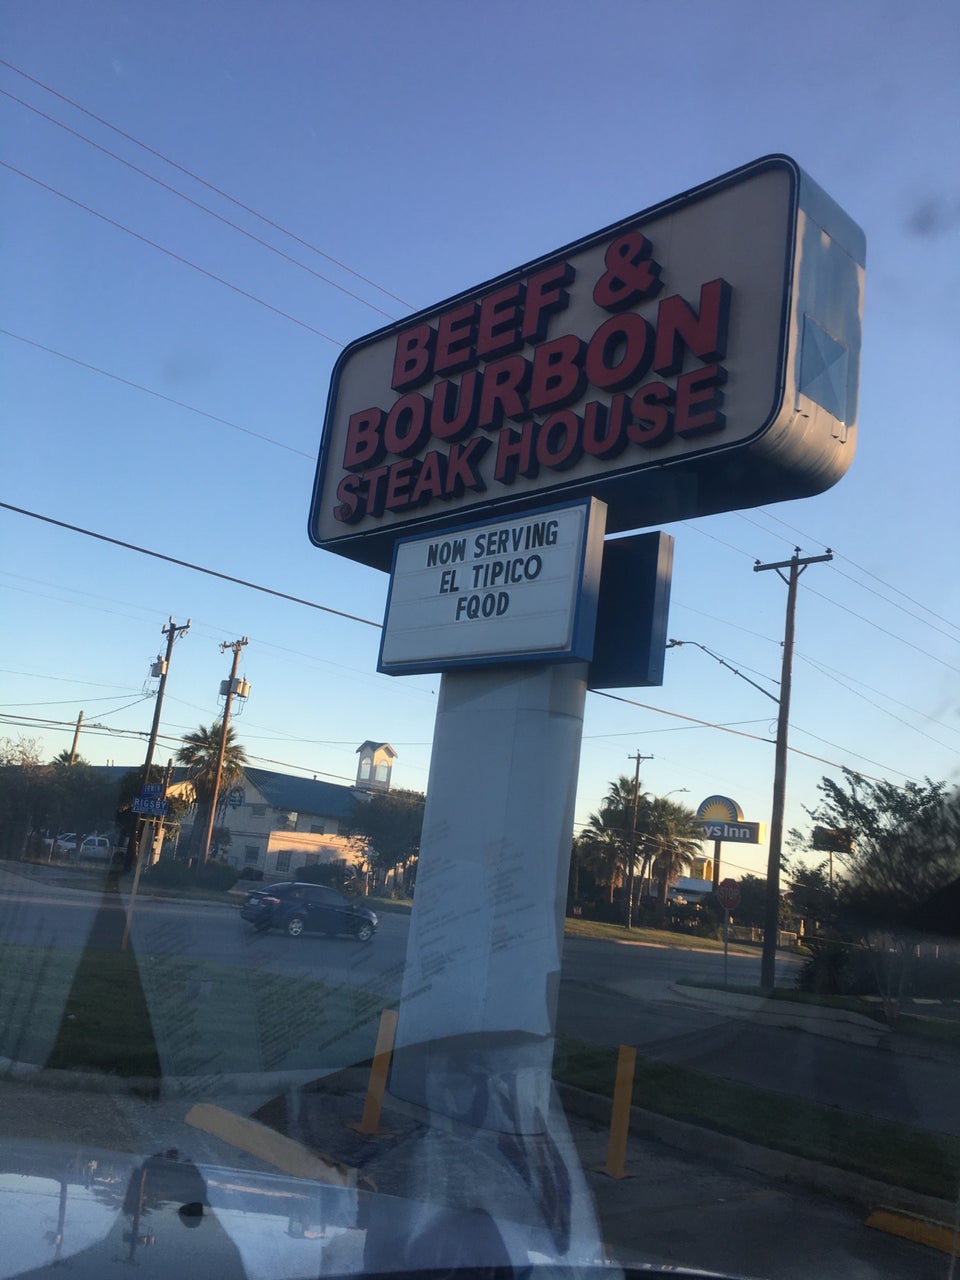 BEEF &
BOURBON
STEAK HOUSE
NOW SERVING
EL TIPICO
FQOD
RIGSBY
ys Inn